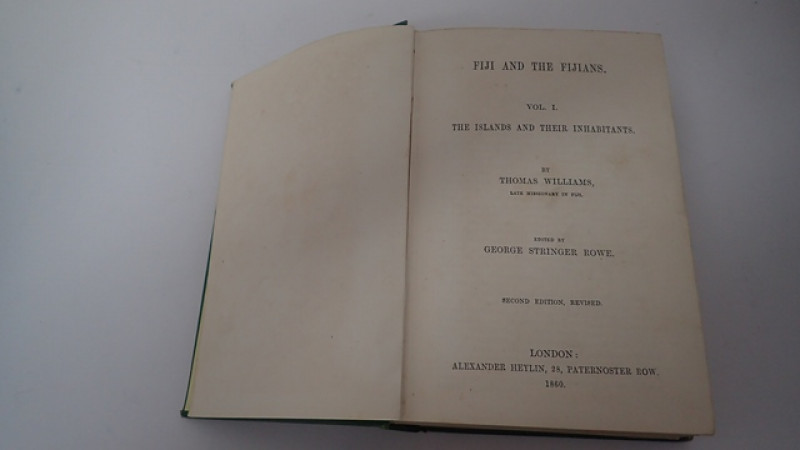 FIJI AND THE FIJIANS.
VOL. I.
THE ISLANDS AND THEIR INHABITANTS.
BY
THOMAS WILLIAMS,
LATE MISSIONARY IN FIJI.
EDITED BY
GEORGE STRINGER ROWE.
SECOND EDITION, REVISED.
LONDON:
ALEXANDER HEYLIN, 28, PATERNOSTER ROW.
1860.